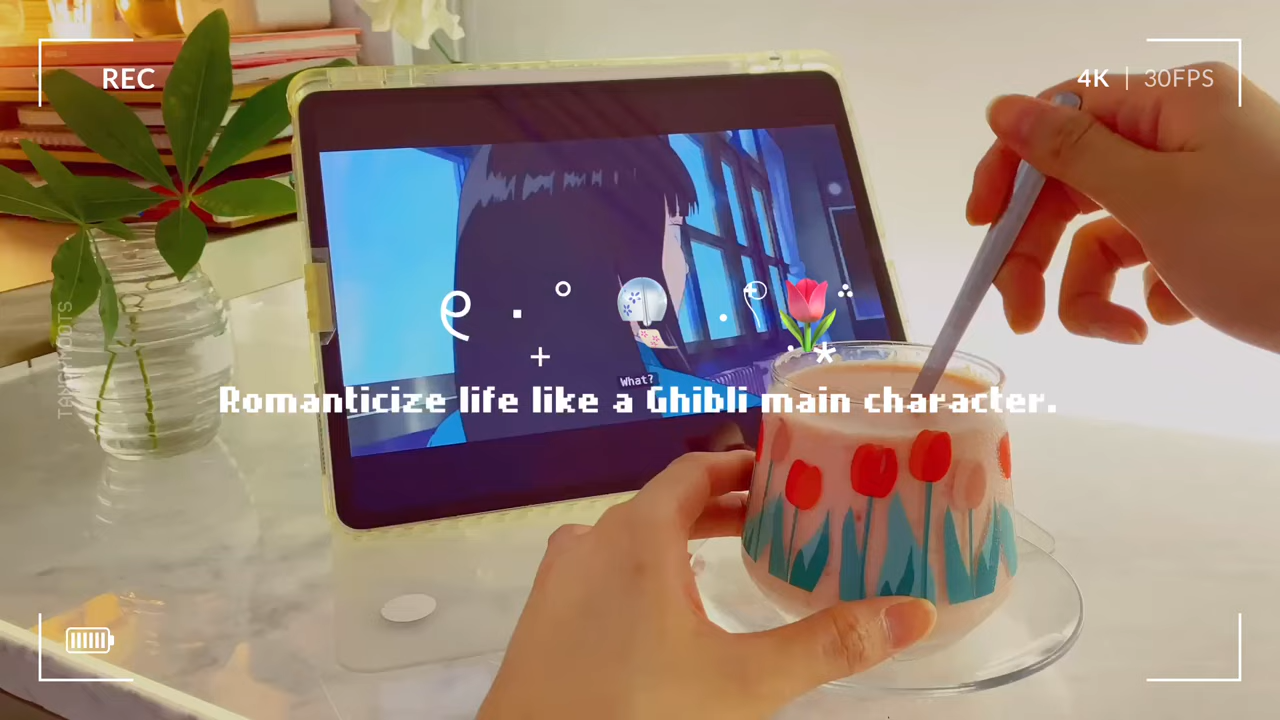 REC
4K | 30FPS
What?
Romanticize life like a Ghibli main character.